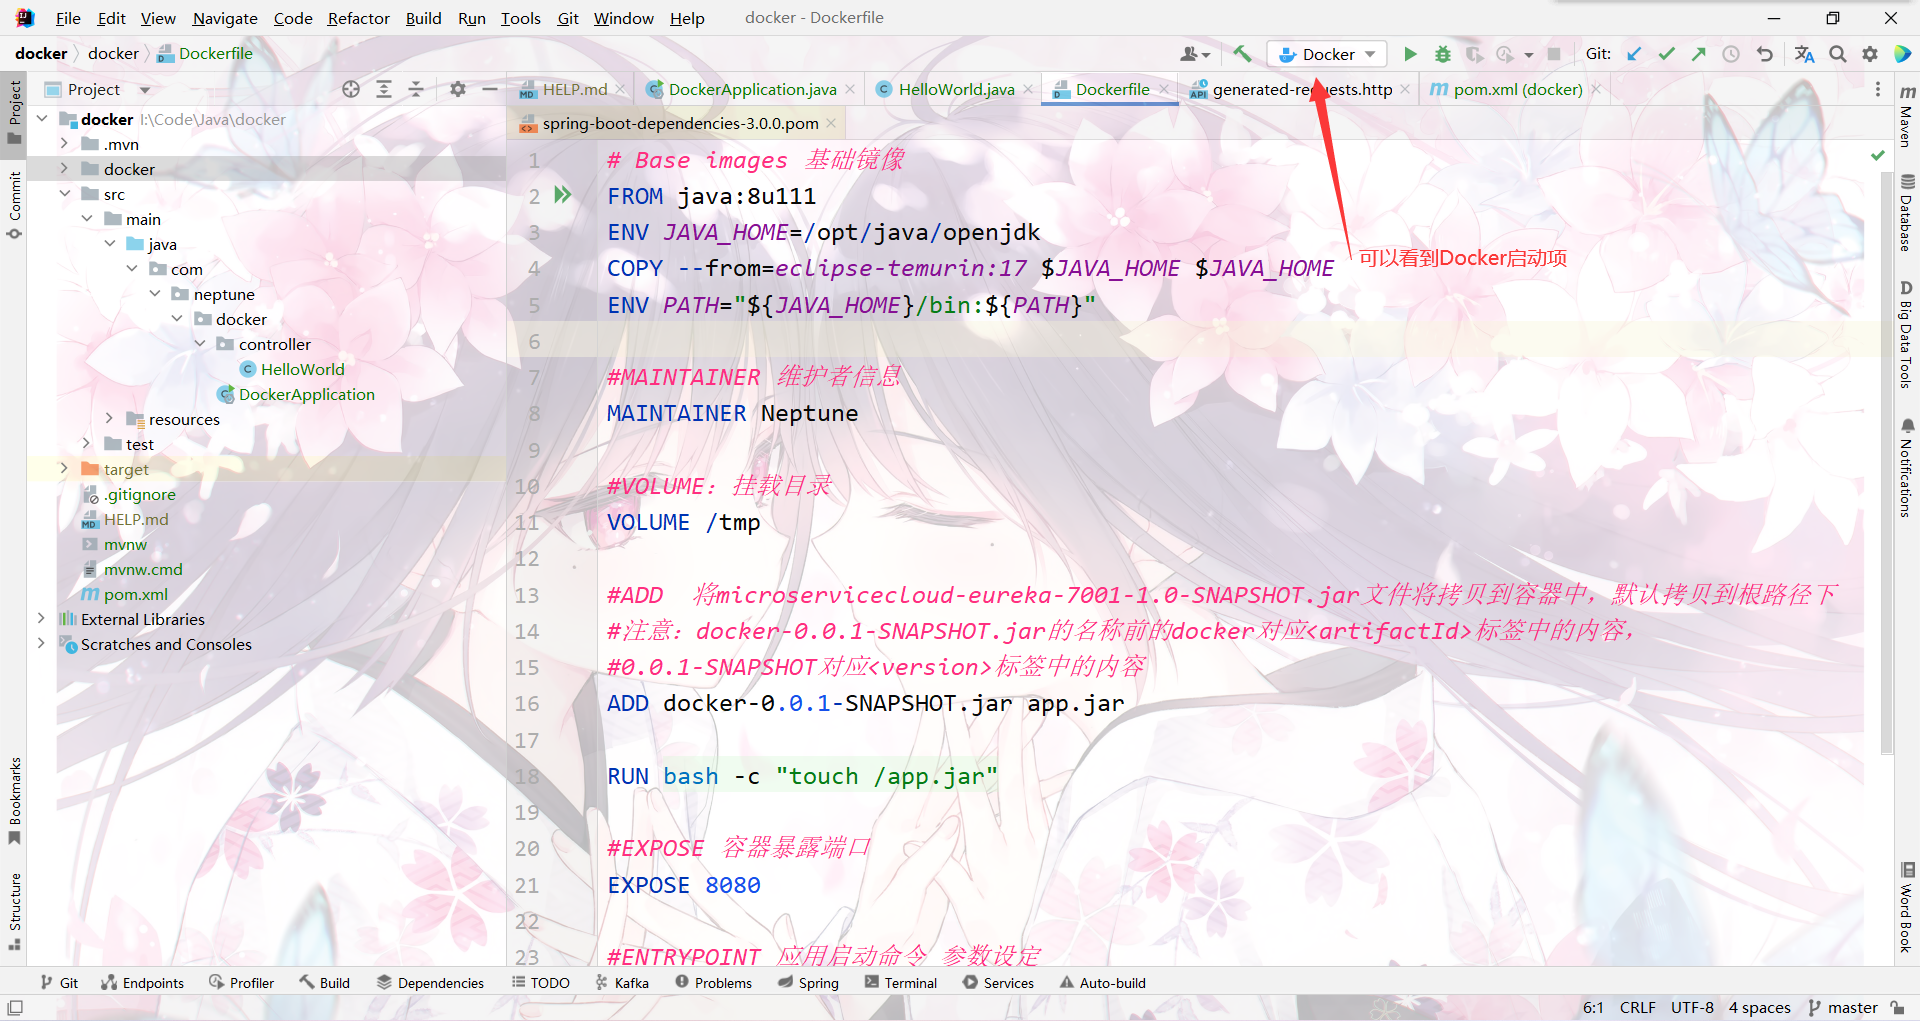 File Edit View Navigate Code Refactor Build Run Tools Git Window Help docker - Dockerfile
docker docker Dockerfile Docker Git:
Project HELP.md DockerApplication.java HelloWorld.java Dockerfile generated-requests.http pom.xml (docker)
spring-boot-dependencies-3.0.0.pom
Project
Commit
Bookmarks
Structure
docker I:\Code\Java\docker
.mvn
docker
src
main
java
com
neptune
docker
controller
HelloWorld
DockerApplication
resources
test
target
.gitignore
HELP.md
mvnw
mvnw.cmd
pom.xml
External Libraries
Scratches and Consoles
1 # Base images 基础镜像
2 FROM java:8u111
3 ENV JAVA_HOME=/opt/java/openjdk
4 COPY --from=eclipse-temurin:17 $JAVA_HOME $JAVA_HOME
5 ENV PATH="${JAVA_HOME}/bin:${PATH}"
6
7 #MAINTAINER 维护者信息
8 MAINTAINER Neptune
9
10 #VOLUME：挂载目录
11 VOLUME /tmp
12
13 #ADD  将microservicecloud-eureka-7001-1.0-SNAPSHOT.jar文件将拷贝到容器中，默认拷贝到根路径下
14 #注意：docker-0.0.1-SNAPSHOT.jar的名称前的docker对应<artifactId>标签中的内容，
15 #0.0.1-SNAPSHOT对应<version>标签中的内容
16 ADD docker-0.0.1-SNAPSHOT.jar app.jar
17
18 RUN bash -c "touch /app.jar"
19
20 #EXPOSE 容器暴露端口
21 EXPOSE 8080
22
23 #ENTRYPOINT 应用启动命令 参数设定
可以看到Docker启动项
Maven
Database
Big Data Tools
Notifications
Word Book
Git Endpoints Profiler Build Dependencies TODO Kafka Problems Spring Terminal Services Auto-build
6:1 CRLF UTF-8 4 spaces master